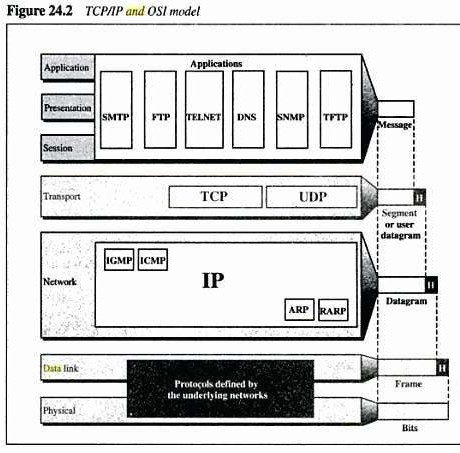 Figure 24.2 TCP/IP and OSI model
Application
Applications
Presentation
SMTP
FTP
TELNET
DNS
SNMP
TFTP
Message
Session
Transport
TCP
UDP
H
Segment
or user
datagram
IGMP
ICMP
Network
IP
H
Datagram
ARP
RARP
Data link
H
Protocols defined by
the underlying networks
Frame
Physical
Bits